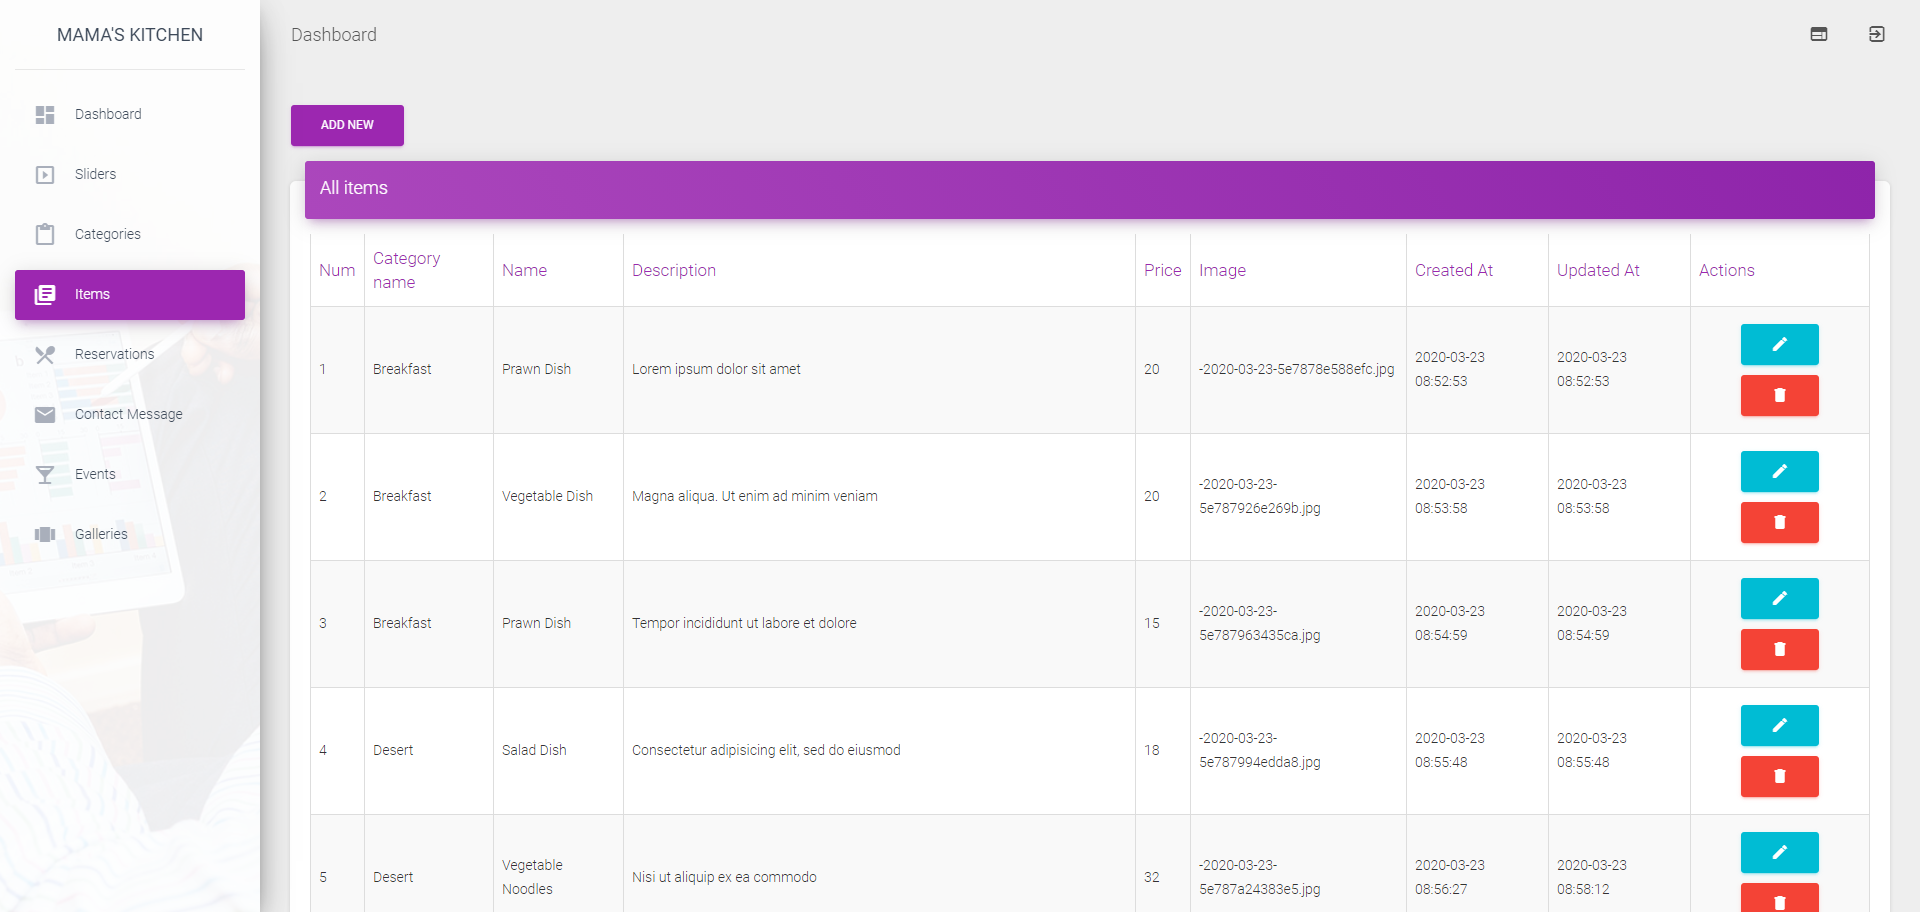 MAMA'S KITCHEN
Dashboard
Sliders
Categories
Items
Reservations
Contact Message
Events
Galleries
Dashboard
ADD NEW
All items
Num
Category
name
Name
Description
Price
Image
Created At
Updated At
Actions
1
Breakfast
Prawn Dish
Lorem ipsum dolor sit amet
20
-2020-03-23-5e7878e588efc.jpg
2020-03-23
08:52:53
2020-03-23
08:52:53
2
Breakfast
Vegetable Dish
Magna aliqua. Ut enim ad minim veniam
20
-2020-03-23-
5e787926e269b.jpg
2020-03-23
08:53:58
2020-03-23
08:53:58
3
Breakfast
Prawn Dish
Tempor incididunt ut labore et dolore
15
-2020-03-23-
5e787963435ca.jpg
2020-03-23
08:54:59
2020-03-23
08:54:59
4
Desert
Salad Dish
Consectetur adipisicing elit, sed do eiusmod
18
-2020-03-23-
5e787994edda8.jpg
2020-03-23
08:55:48
2020-03-23
08:55:48
5
Desert
Vegetable
Noodles
Nisi ut aliquip ex ea commodo
32
-2020-03-23-
5e787a24383e5.jpg
2020-03-23
08:56:27
2020-03-23
08:58:12